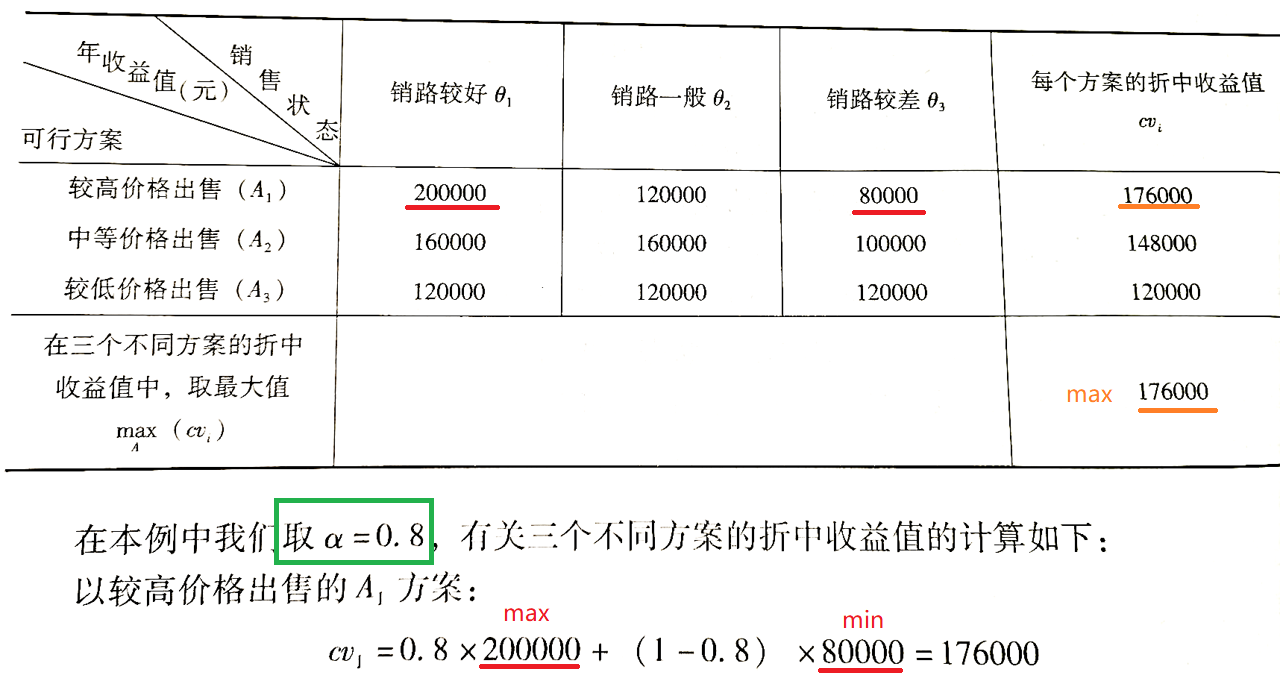 年收益值(元) 销售状态
可行方案
销路较好 θ₁ 销路一般 θ₂ 销路较差 θ₃ 每个方案的折中收益值 cvᵢ
较高价格出售（A₁） 200000 120000 80000 176000
中等价格出售（A₂） 160000 160000 100000 148000
较低价格出售（A₃） 120000 120000 120000 120000
在三个不同方案的折中
收益值中，取最大值 max 176000
max（cvᵢ）
A
在本例中我们取 α=0.8，有关三个不同方案的折中收益值的计算如下：
以较高价格出售的 A₁ 方案：
max min
cv₁=0.8×200000+（1-0.8）×80000=176000